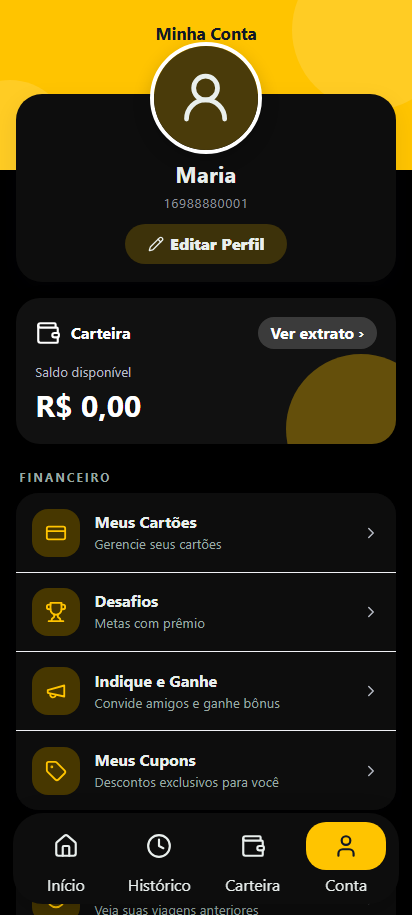 Minha Conta
Maria
16988880001
Editar Perfil
Carteira
Ver extrato ›
Saldo disponível
R$ 0,00
FINANCEIRO
Meus Cartões
Gerencie seus cartões
Desafios
Metas com prêmio
Indique e Ganhe
Convide amigos e ganhe bônus
Meus Cupons
Descontos exclusivos para você
Início
Histórico
Carteira
Conta
Veja suas viagens anteriores